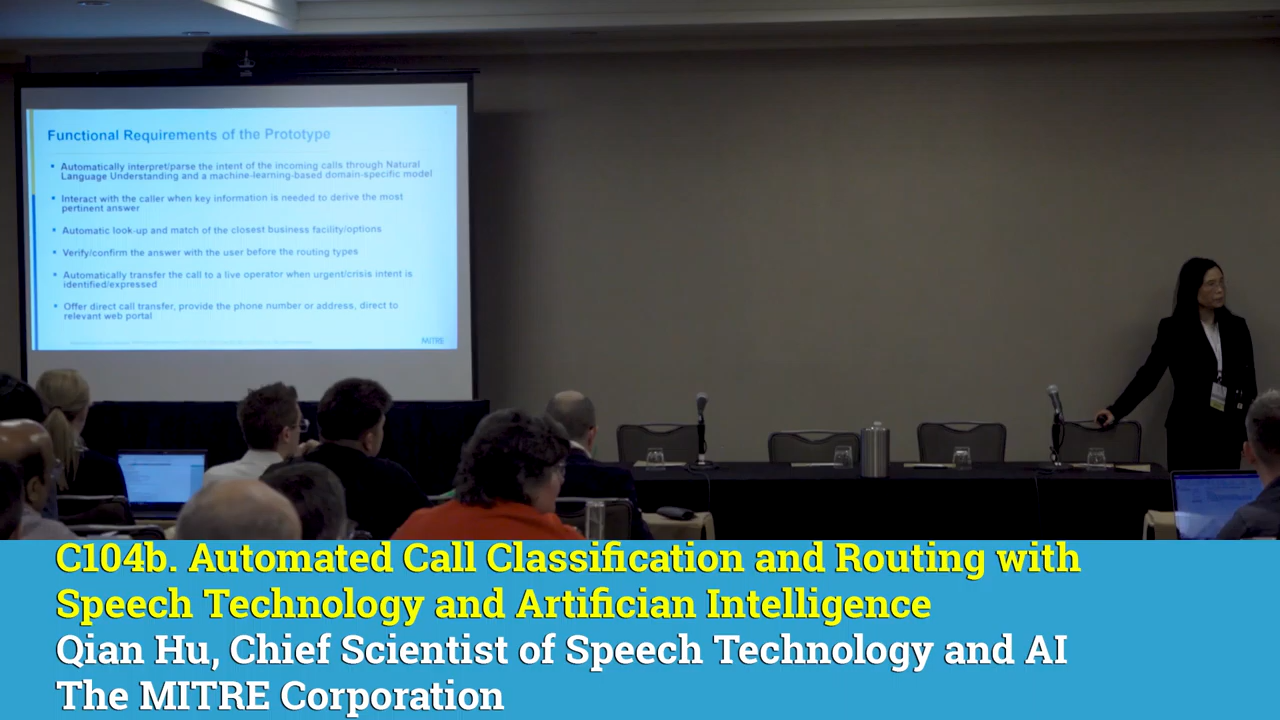 Functional Requirements of the Prototype
• Automatically interpret/parse the intent of the incoming calls through Natural
Language Understanding and a machine-learning-based domain-specific model
• Interact with the caller when key information is needed to derive the most
pertinent answer
• Automatic look-up and match of the closest business facility/options
• Verify/confirm the answer with the user before the routing types
• Automatically transfer the call to a live operator when urgent/crisis intent is
identified/expressed
• Offer direct call transfer, provide the phone number or address, direct to
relevant web portal
MITRE
C104b. Automated Call Classification and Routing with
Speech Technology and Artifician Intelligence
Qian Hu, Chief Scientist of Speech Technology and AI
The MITRE Corporation